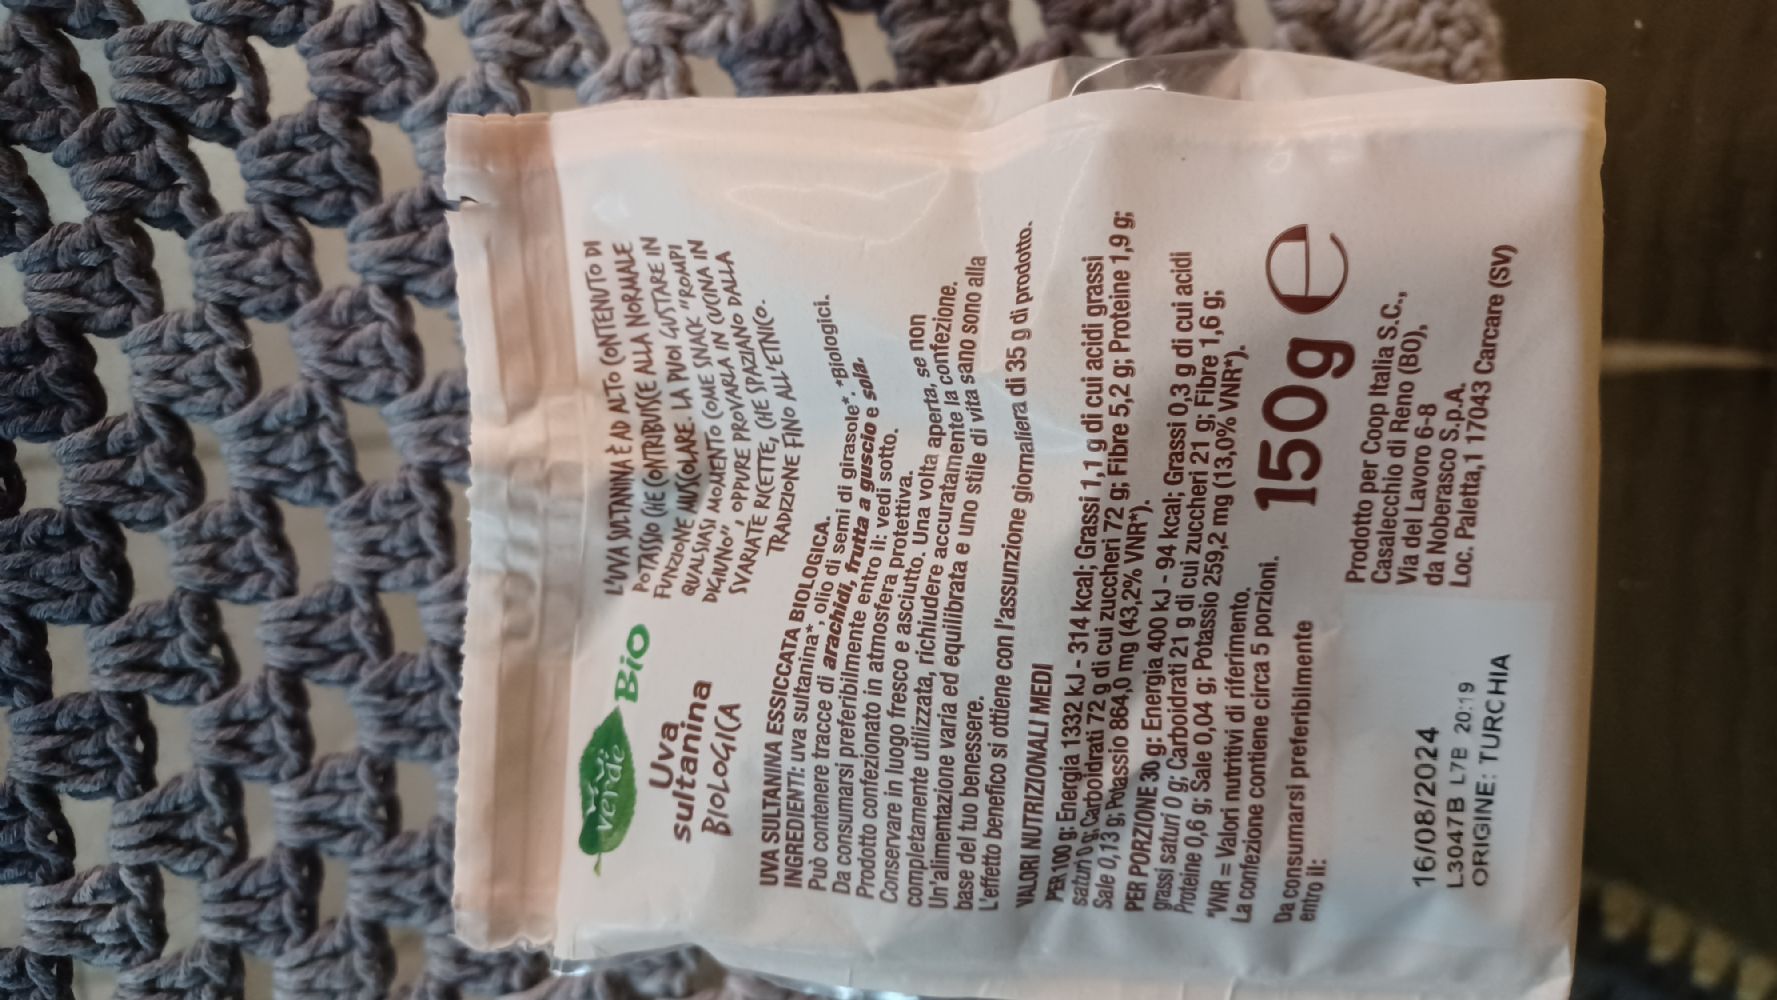 vivi
verde
Bio
Uva
sultanina
BIOLOGICA
L'UVA SULTANINA È AD ALTO CONTENUTO DI
POTASSIO CHE CONTRIBUISCE ALLA NORMALE
FUNZIONE MUSCOLARE. LA PUOI GUSTARE IN
QUALSIASI MOMENTO COME SNACK "ROMPI
DIGIUNO", OPPURE PROVARLA IN CUCINA IN
SVARIATE RICETTE, CHE SPAZIANO DALLA
TRADIZIONE FINO ALL'ETNICO.
UVA SULTANINA ESSICCATA BIOLOGICA.
INGREDIENTI: uva sultanina*, olio di semi di girasole*. *Biologici.
Può contenere tracce di arachidi, frutta a guscio e sola.
Da consumarsi preferibilmente entro il: vedi sotto.
Prodotto confezionato in atmosfera protettiva.
Conservare in luogo fresco e asciutto. Una volta aperta, se non
completamente utilizzata, richiudere accuratamente la confezione.
Un'alimentazione varia ed equilibrata e uno stile di vita sano sono alla
base del tuo benessere.
L'effetto benefico si ottiene con l'assunzione giornaliera di 35 g di prodotto.
VALORI NUTRIZIONALI MEDI
PER 100 g: Energia 1332 kJ - 314 kcal; Grassi 1,1 g di cui acidi grassi
saturi 0 g; Carboidrati 72 g di cui zuccheri 72 g; Fibre 5,2 g; Proteine 1,9 g;
Sale 0,13 g; Potassio 864,0 mg (43,2% VNR*).
PER PORZIONE 30 g: Energia 400 kJ - 94 kcal; Grassi 0,3 g di cui acidi
grassi saturi 0 g; Carboidrati 21 g di cui zuccheri 21 g; Fibre 1,6 g;
Proteine 0,6 g; Sale 0,04 g; Potassio 259,2 mg (13,0% VNR*).
*VNR = Valori nutritivi di riferimento.
La confezione contiene circa 5 porzioni.
Da consumarsi preferibilmente
entro il:
150g e
Prodotto per Coop Italia S.C.,
Casalecchio di Reno (BO),
Via del Lavoro 6-8
da Noberasco S.p.A.
Loc. Paletta,1 17043 Carcare (SV)
16/08/2024
L3047B L7B 20:19
ORIGINE: TURCHIA